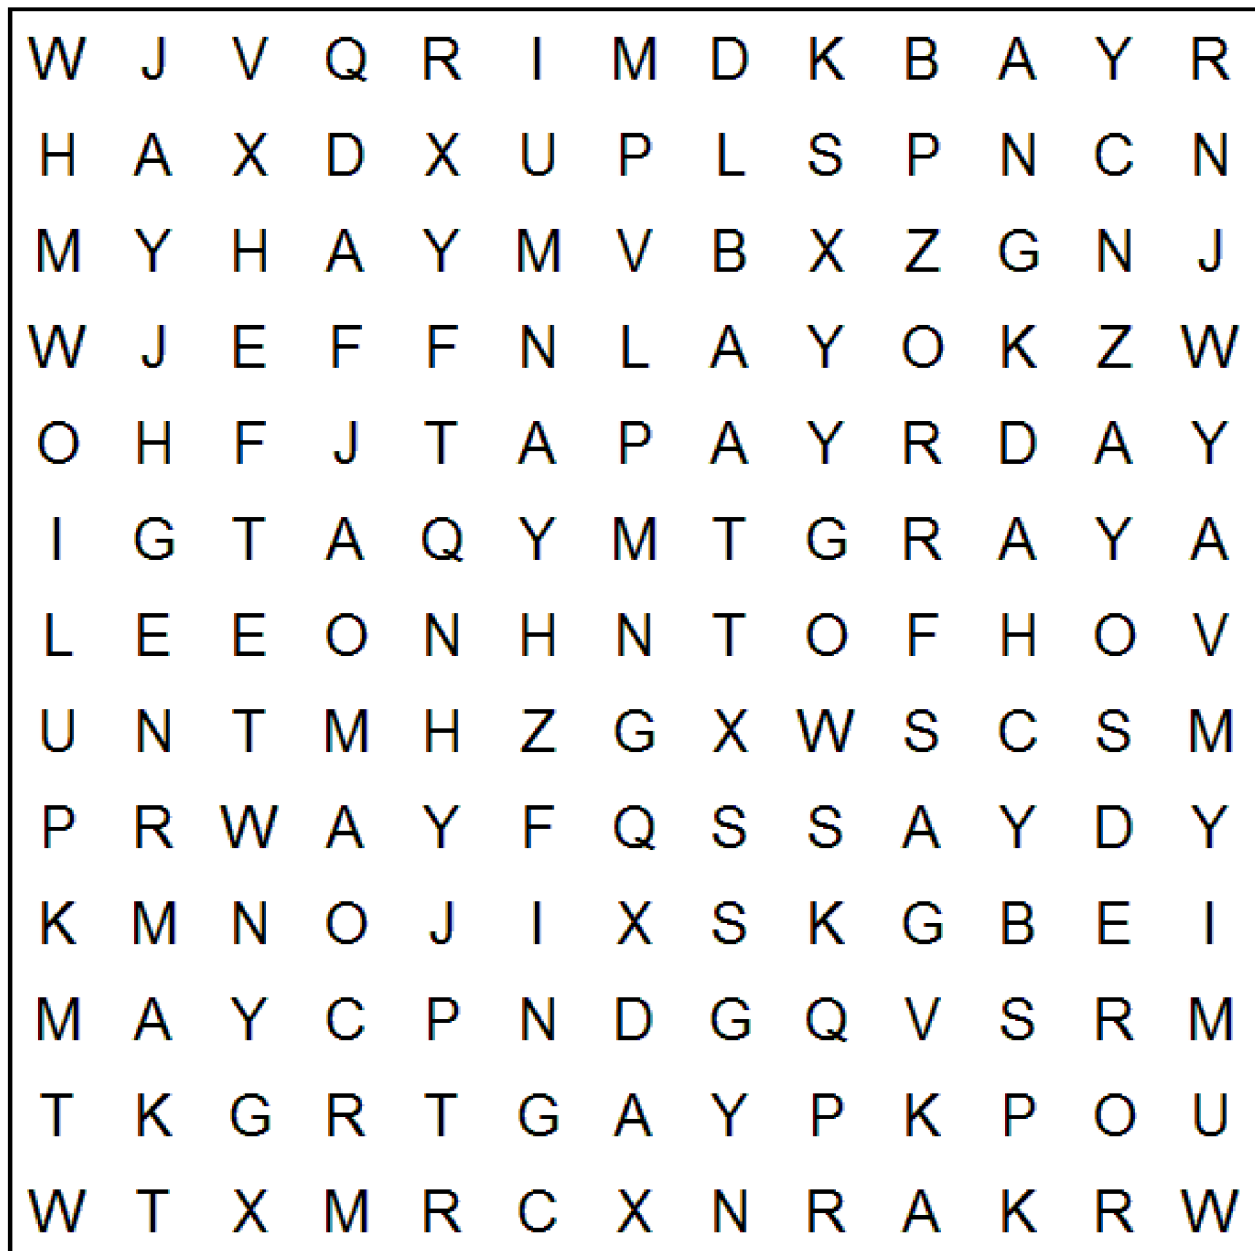 W J V Q R I M D K B A Y R
H A X D X U P L S P N C N
M Y H A Y M V B X Z G N J
W J E F F N L A Y O K Z W
O H F J T A P A Y R D A Y
I G T A Q Y M T G R A Y A
L E E O N H N T O F H O V
U N T M H Z G X W S C S M
P R W A Y F Q S S A Y D Y
K M N O J I X S K G B E I
M A Y C P N D G Q V S R M
T K G R T G A Y P K P O U
W T X M R C X N R A K R W